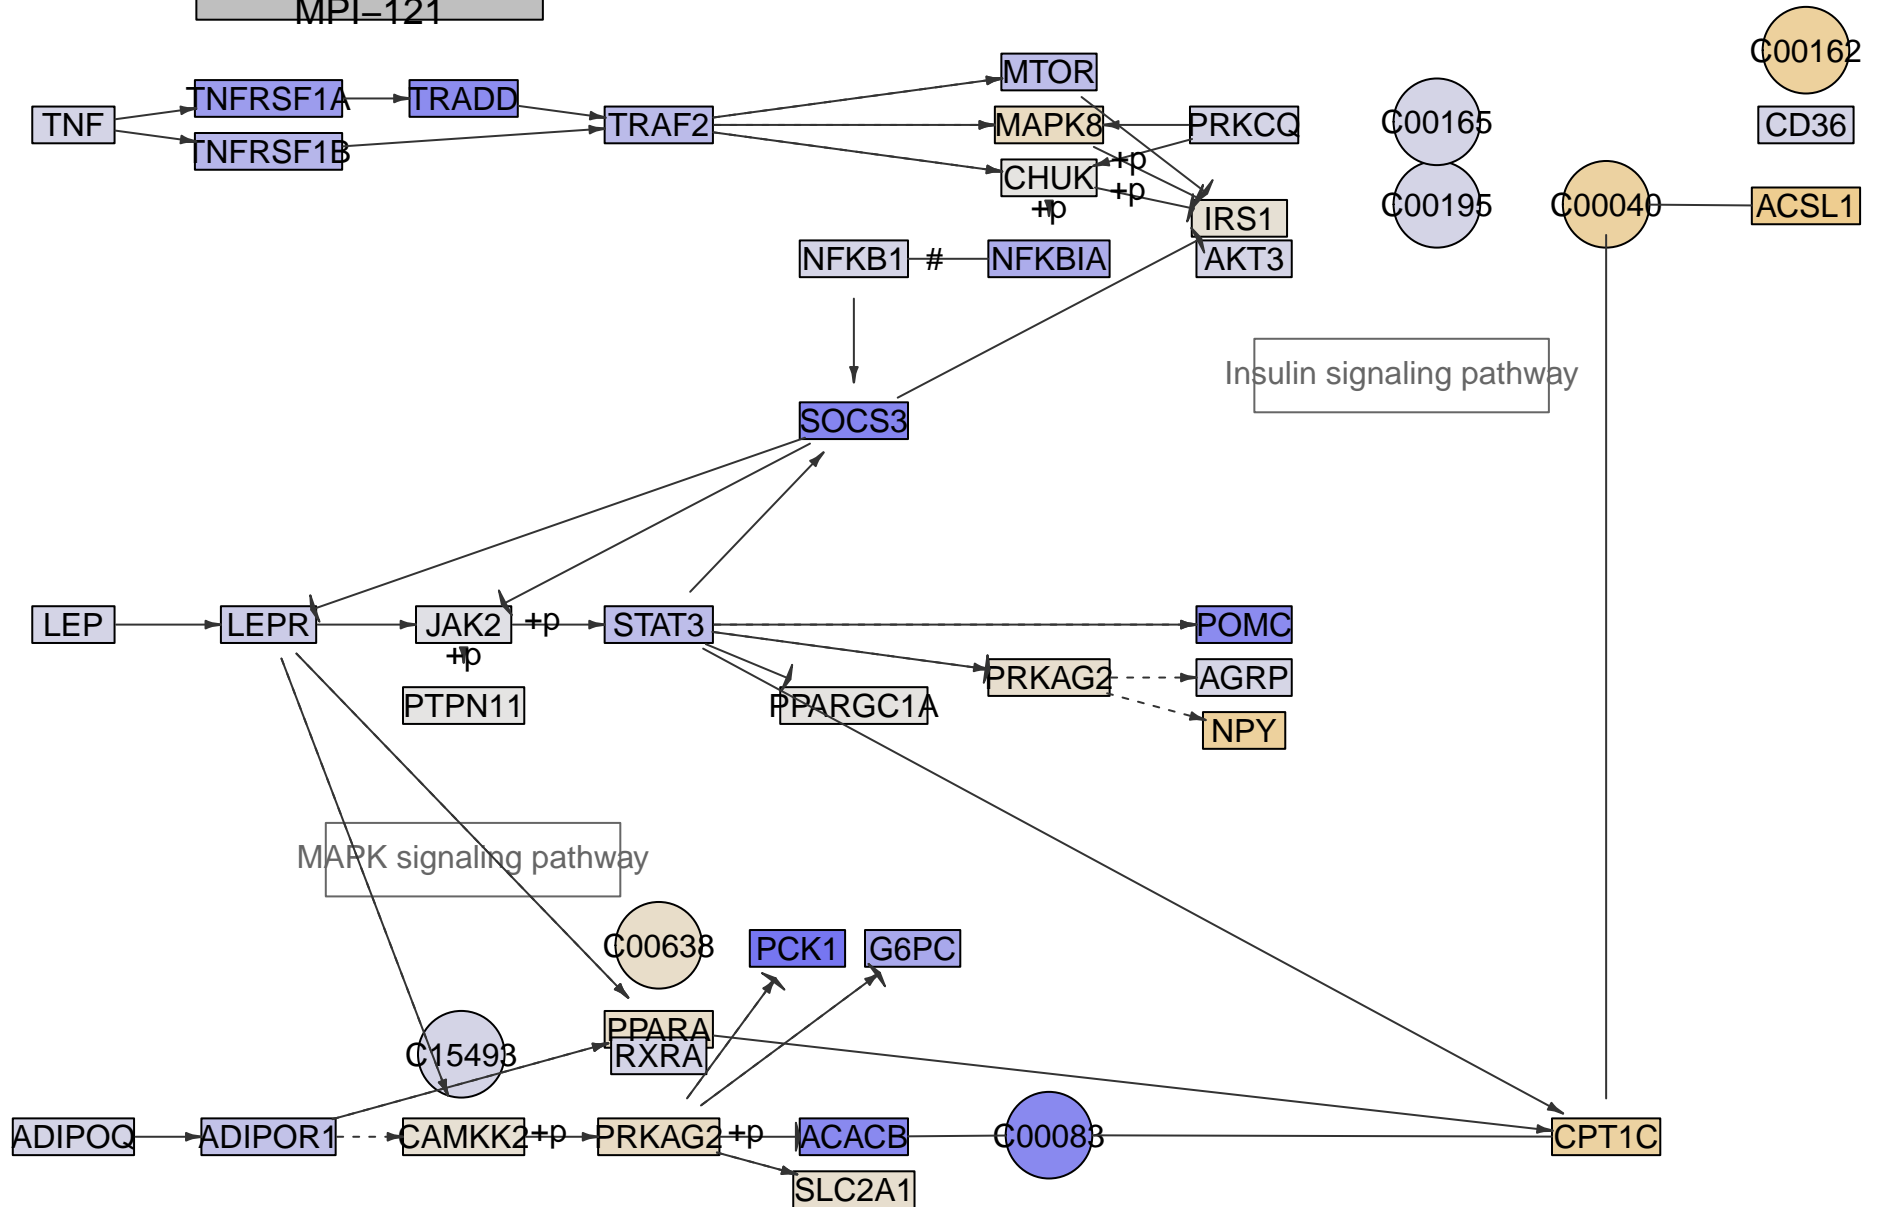 MPI–121
C00162
TNF
TNFRSF1A
TNFRSF1B
TRADD
TRAF2
MTOR
MAPK8
PRKCQ
CHUK
+p
+p
+p
IRS1
AKT3
C00165
C00195
C00040
CD36
ACSL1
NFKB1
#
NFKBIA
Insulin signaling pathway
SOCS3
LEP
LEPR
JAK2
+p
STAT3
POMC
+p
PTPN11
PPARGC1A
PRKAG2
AGRP
NPY
MAPK signaling pathway
C00638
PCK1
G6PC
C15493
PPARA
RXRA
ADIPOQ
ADIPOR1
CAMKK2
+p
PRKAG2
+p
ACACB
C00083
CPT1C
SLC2A1